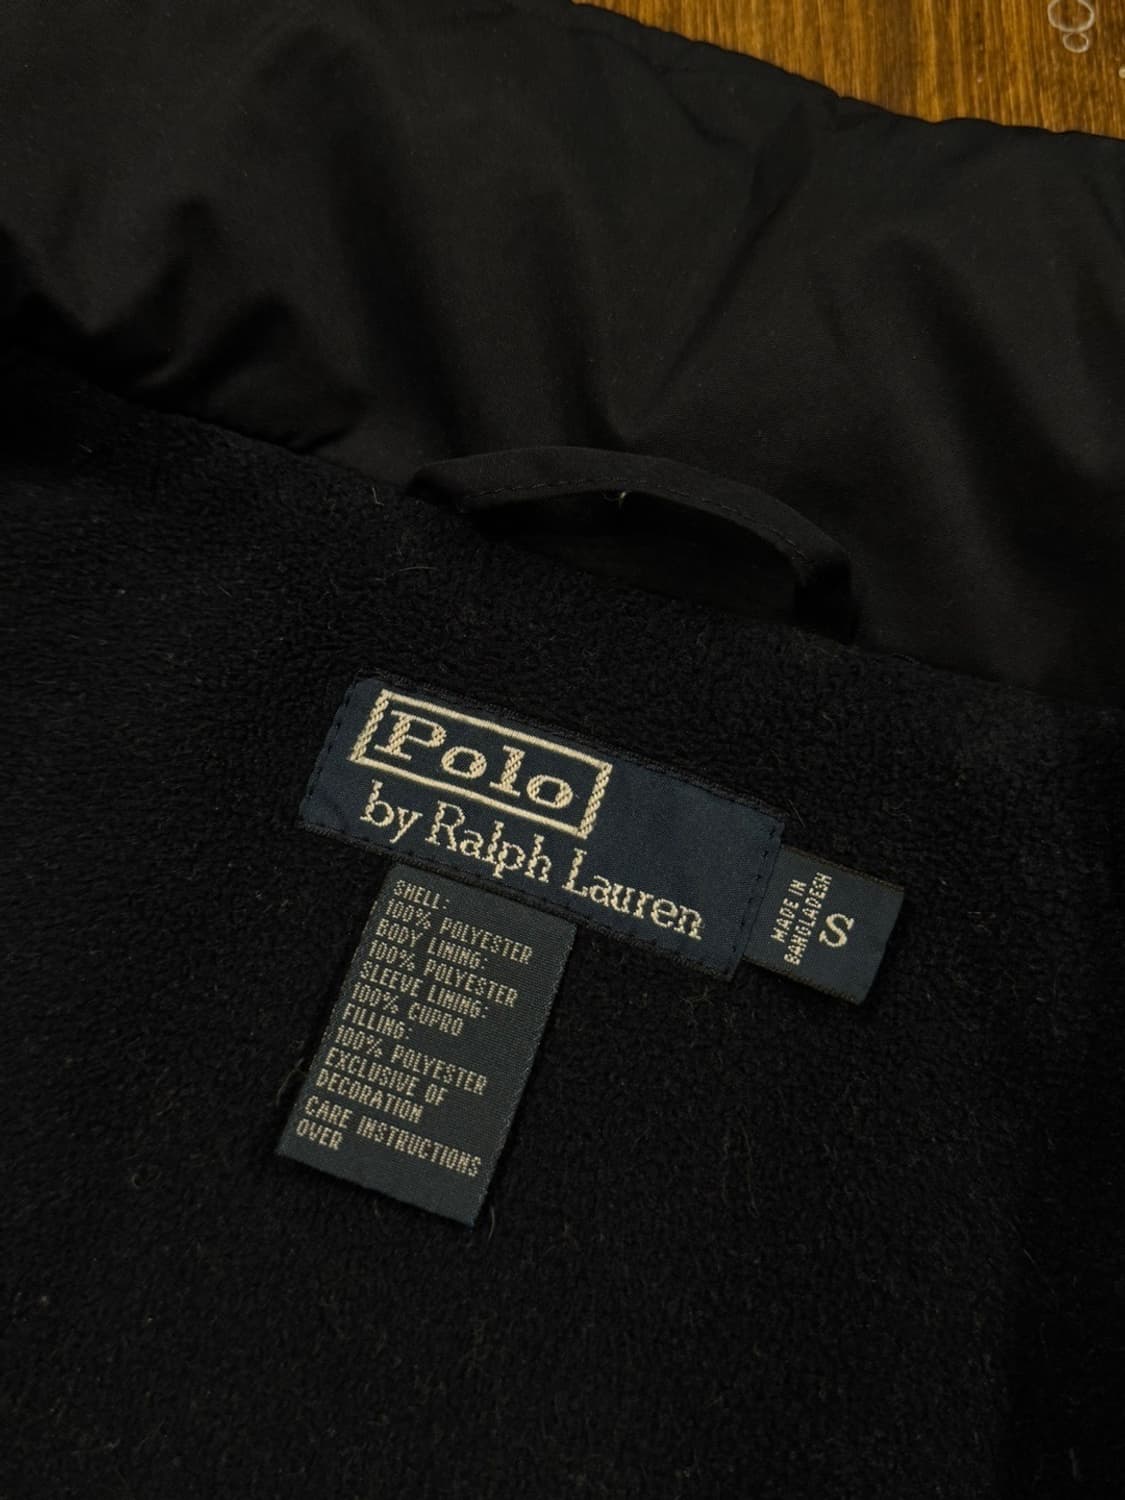 Polo
by Ralph Lauren
MADE IN
BANGLADESH
S
SHELL:
100% POLYESTER
BODY LINING:
100% POLYESTER
SLEEVE LINING:
100% CUPRO
FILLING:
100% POLYESTER
EXCLUSIVE OF
DECORATION
CARE INSTRUCTIONS
OVER